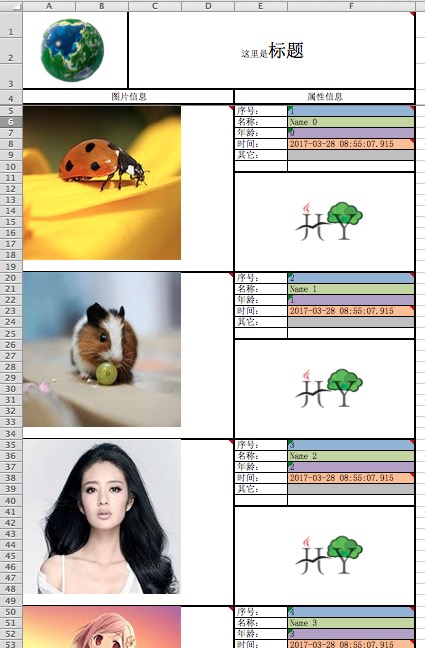 A B C D E F
1
2 这里是标题
3
4 图片信息 属性信息
5 序号: 1
6 名称: Name 0
7 年龄: 0
8 时间: 2017-03-28 08:55:07.915
9 其它:
10
11
12
13
14
15
16
17
18
19
JHY
20 序号: 2
21 名称: Name 1
22 年龄: 1
23 时间: 2017-03-28 08:55:07.915
24 其它:
25
26
27
28
29
30
31
32
33
34
JHY
35 序号: 3
36 名称: Name 2
37 年龄: 2
38 时间: 2017-03-28 08:55:07.915
39 其它:
40
41
42
43
44
45
46
47
48
49
JHY
50 序号: 4
51 名称: Name 3
52 年龄: 3
53 时间: 2017-03-28 08:55:07.915